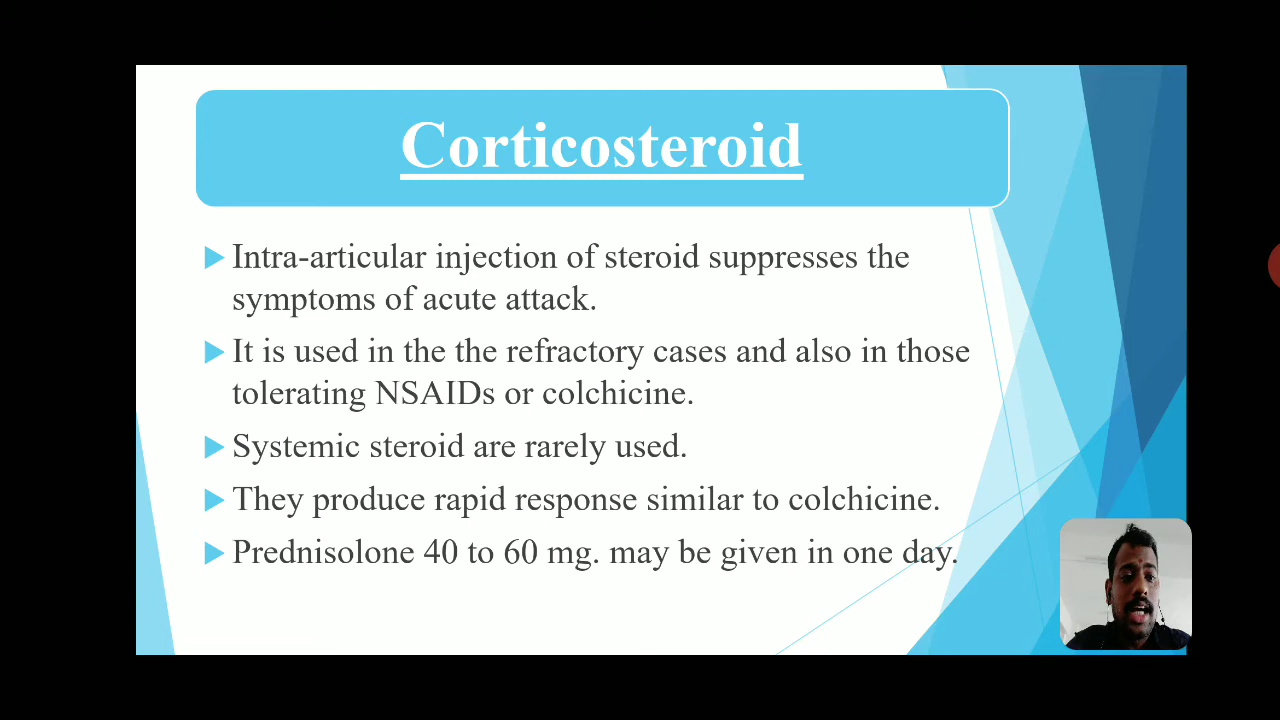 Corticosteroid
Intra-articular injection of steroid suppresses the
symptoms of acute attack.
It is used in the the refractory cases and also in those
tolerating NSAIDs or colchicine.
Systemic steroid are rarely used.
They produce rapid response similar to colchicine.
Prednisolone 40 to 60 mg. may be given in one day.